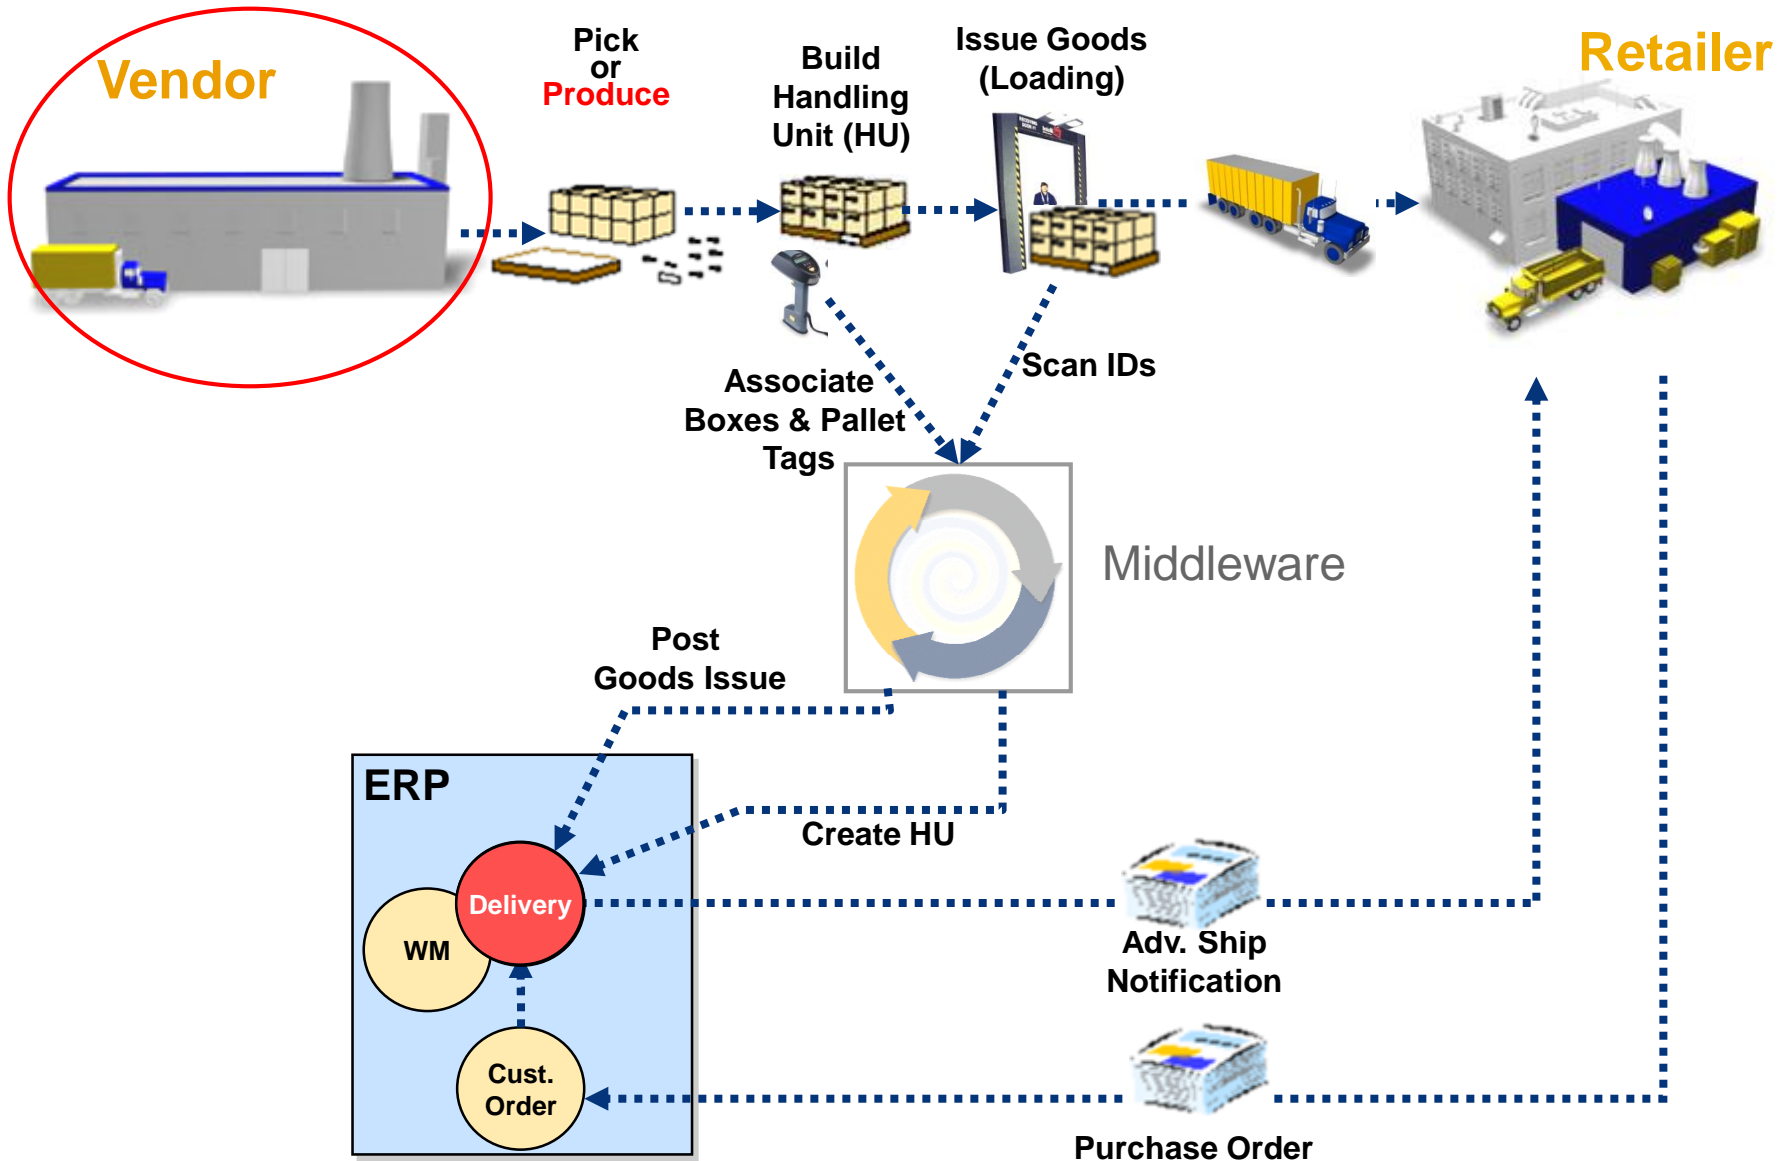 Vendor
Pick
or
Produce
Build
Handling
Unit (HU)
Issue Goods
(Loading)
Retailer
Associate
Boxes & Pallet
Tags
Scan IDs
Middleware
Post
Goods Issue
ERP
Create HU
Delivery
WM
Adv. Ship
Notification
Cust.
Order
Purchase Order